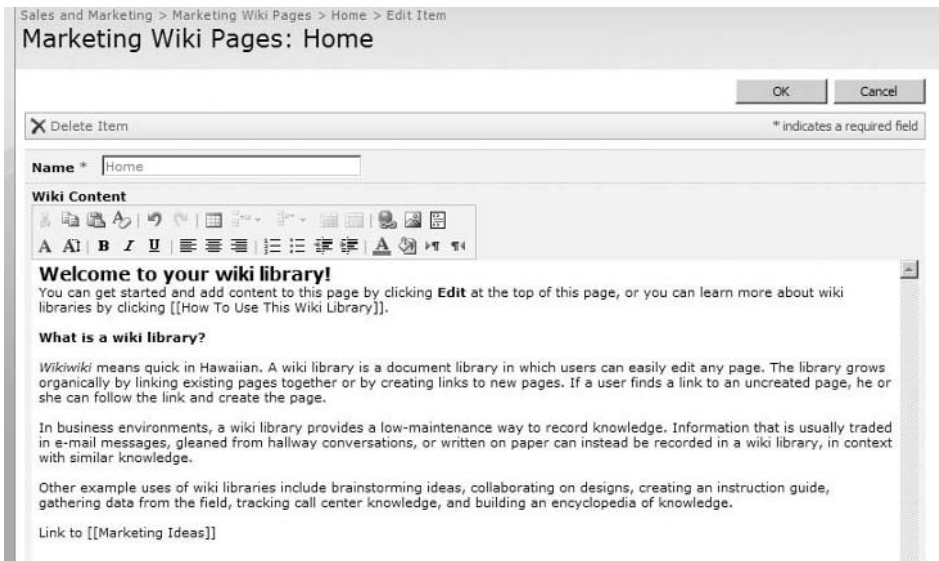 Sales and Marketing > Marketing Wiki Pages > Home > Edit Item
Marketing Wiki Pages: Home
OK Cancel
Delete Item * indicates a required field
Name * Home
Wiki Content
A B I U A
Welcome to your wiki library!
You can get started and add content to this page by clicking Edit at the top of this page, or you can learn more about wiki
libraries by clicking [[How To Use This Wiki Library]].
What is a wiki library?
Wikiwiki means quick in Hawaiian. A wiki library is a document library in which users can easily edit any page. The library grows
organically by linking existing pages together or by creating links to new pages. If a user finds a link to an uncreated page, he or
she can follow the link and create the page.
In business environments, a wiki library provides a low-maintenance way to record knowledge. Information that is usually traded
in e-mail messages, gleaned from hallway conversations, or written on paper can instead be recorded in a wiki library, in context
with similar knowledge.
Other example uses of wiki libraries include brainstorming ideas, collaborating on designs, creating an instruction guide,
gathering data from the field, tracking call center knowledge, and building an encyclopedia of knowledge.
Link to [[Marketing Ideas]]